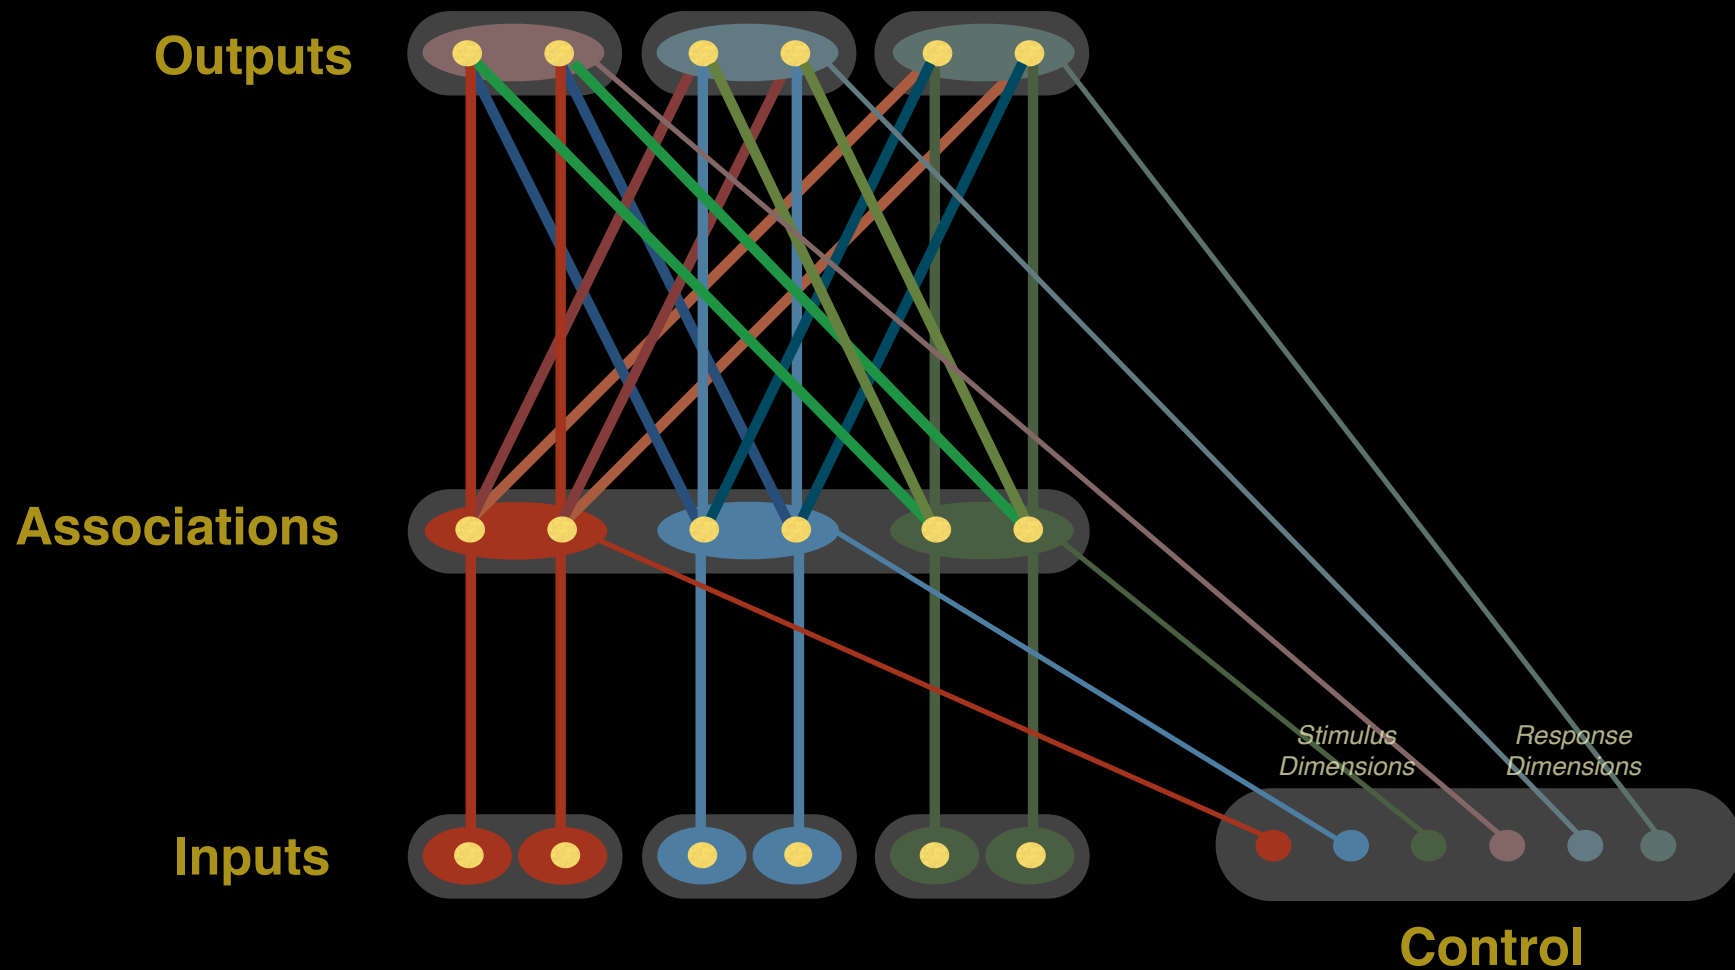 Outputs
Associations
Stimulus
Dimensions
Response
Dimensions
Inputs
Control